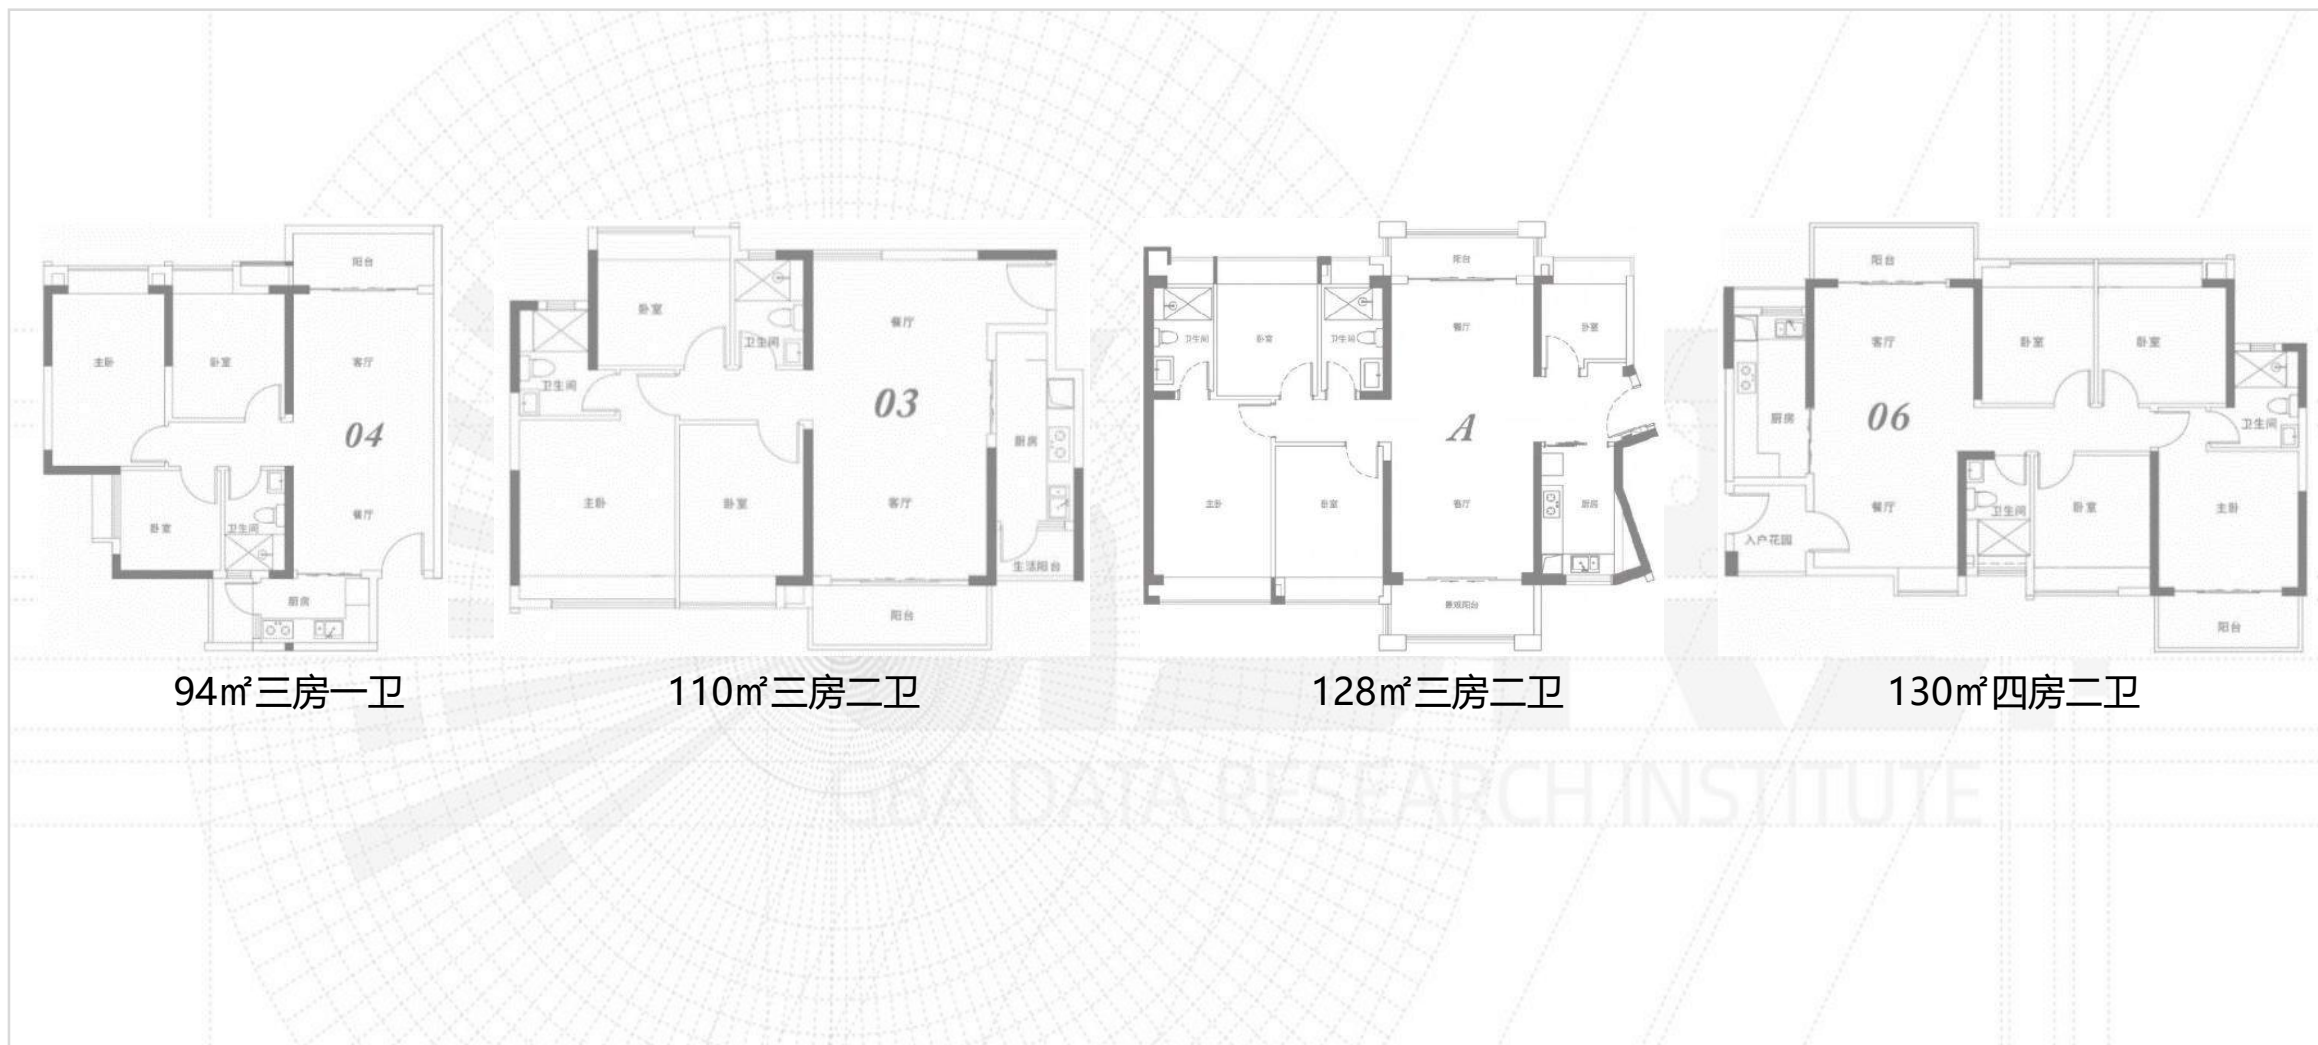 阳台
主卧
卧室
客厅
04
卧室
卫生间
餐厅
厨房
94㎡三房一卫
卧室
卫生间
餐厅
卫生间
03
厨房
主卧
卧室
客厅
生活阳台
阳台
110㎡三房二卫
阳台
卫生间
卧室
卫生间
餐厅
卧室
A
主卧
卧室
客厅
厨房
景观阳台
128㎡三房二卫
阳台
客厅
卧室
卧室
厨房
06
卫生间
餐厅
卫生间
卧室
主卧
入户花园
阳台
130㎡四房二卫
GBA DATA RESEARCH INSTITUTE